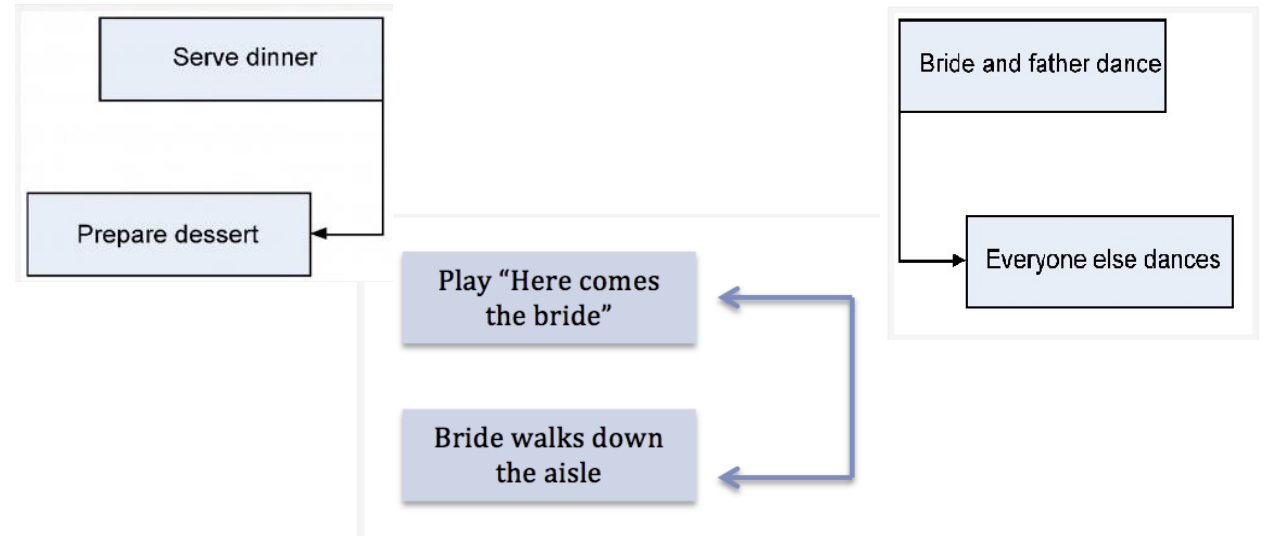 Serve dinner
Prepare dessert
Play “Here comes
the bride”
Bride walks down
the aisle
Bride and father dance
Everyone else dances